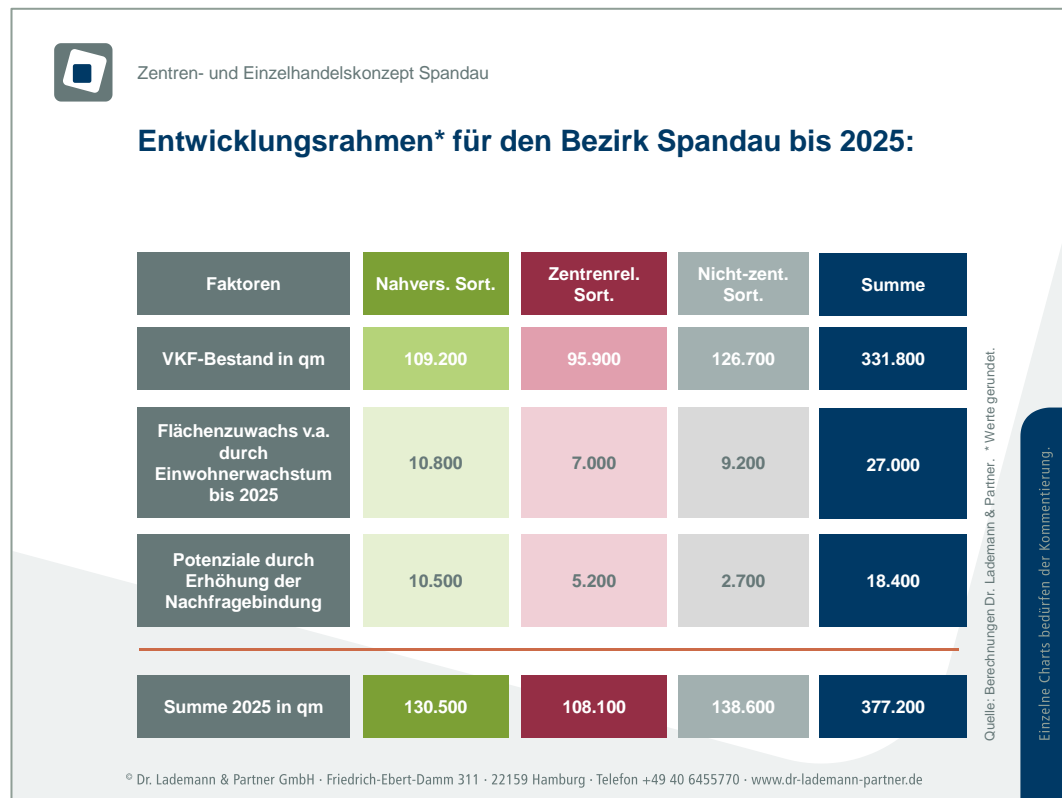 Zentren- und Einzelhandelskonzept Spandau
Entwicklungsrahmen* für den Bezirk Spandau bis 2025:
Faktoren
Nahvers. Sort.
Zentrenrel.
Sort.
Nicht-zent.
Sort.
Summe
VKF-Bestand in qm
109.200
95.900
126.700
331.800
Flächenzuwachs v.a.
durch
Einwohnerwachstum
bis 2025
10.800
7.000
9.200
27.000
Potenziale durch
Erhöhung der
Nachfragebindung
10.500
5.200
2.700
18.400
Summe 2025 in qm
130.500
108.100
138.600
377.200
Quelle: Berechnungen Dr. Lademann & Partner. * Werte gerundet.
Einzelne Charts bedürfen der Kommentierung.
© Dr. Lademann & Partner GmbH · Friedrich-Ebert-Damm 311 · 22159 Hamburg · Telefon +49 40 6455770 · www.dr-lademann-partner.de